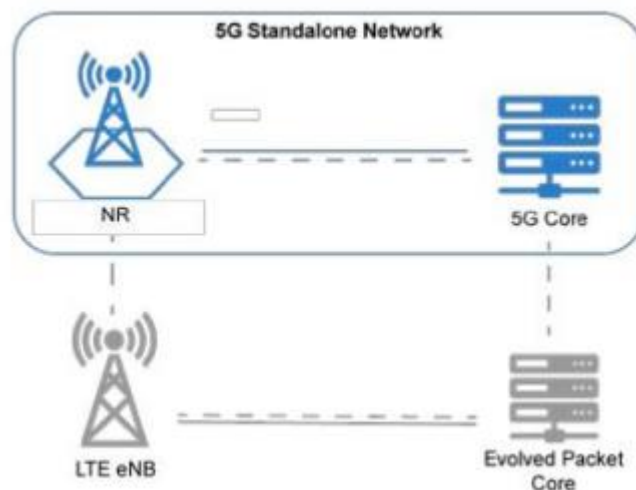 5G Standalone Network
NR
5G Core
LTE eNB
Evolved Packet
Core